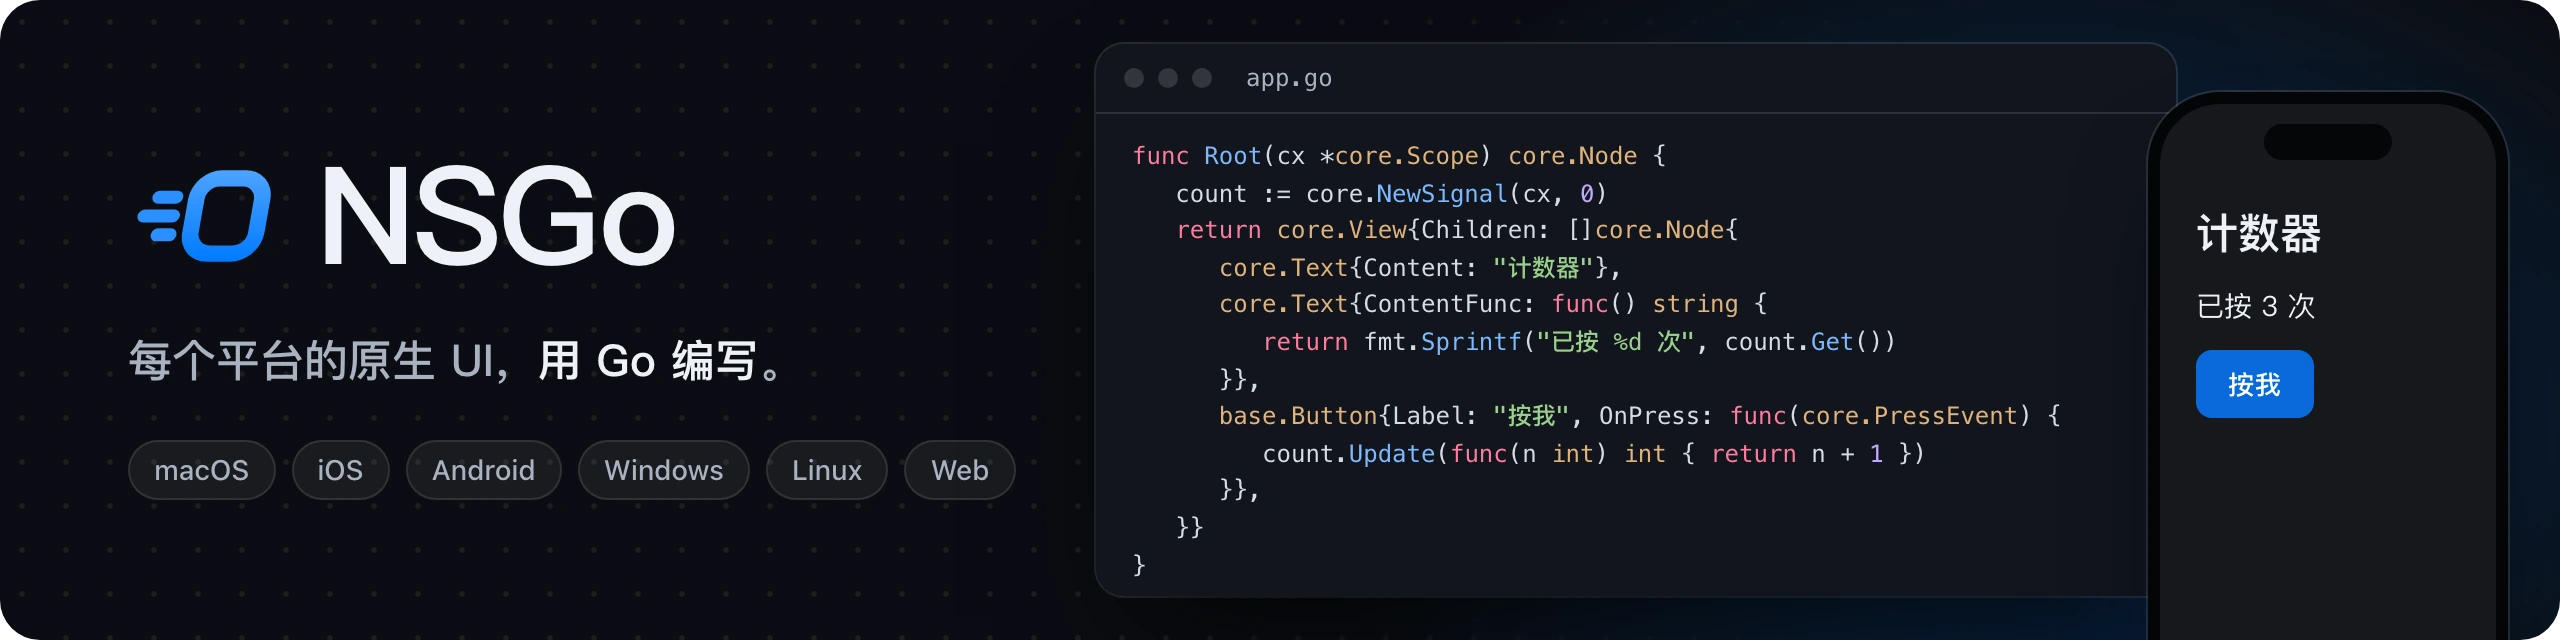 NSGo
每个平台的原生 UI，用 Go 编写。
macOS iOS Android Windows Linux Web
app.go
func Root(cx *core.Scope) core.Node {
   count := core.NewSignal(cx, 0)
   return core.View{Children: []core.Node{
      core.Text{Content: "计数器"},
      core.Text{ContentFunc: func() string {
         return fmt.Sprintf("已按 %d 次", count.Get())
      }},
      base.Button{Label: "按我", OnPress: func(core.PressEvent) {
         count.Update(func(n int) int { return n + 1 })
      }},
   }}
}
计数器
已按 3 次
按我